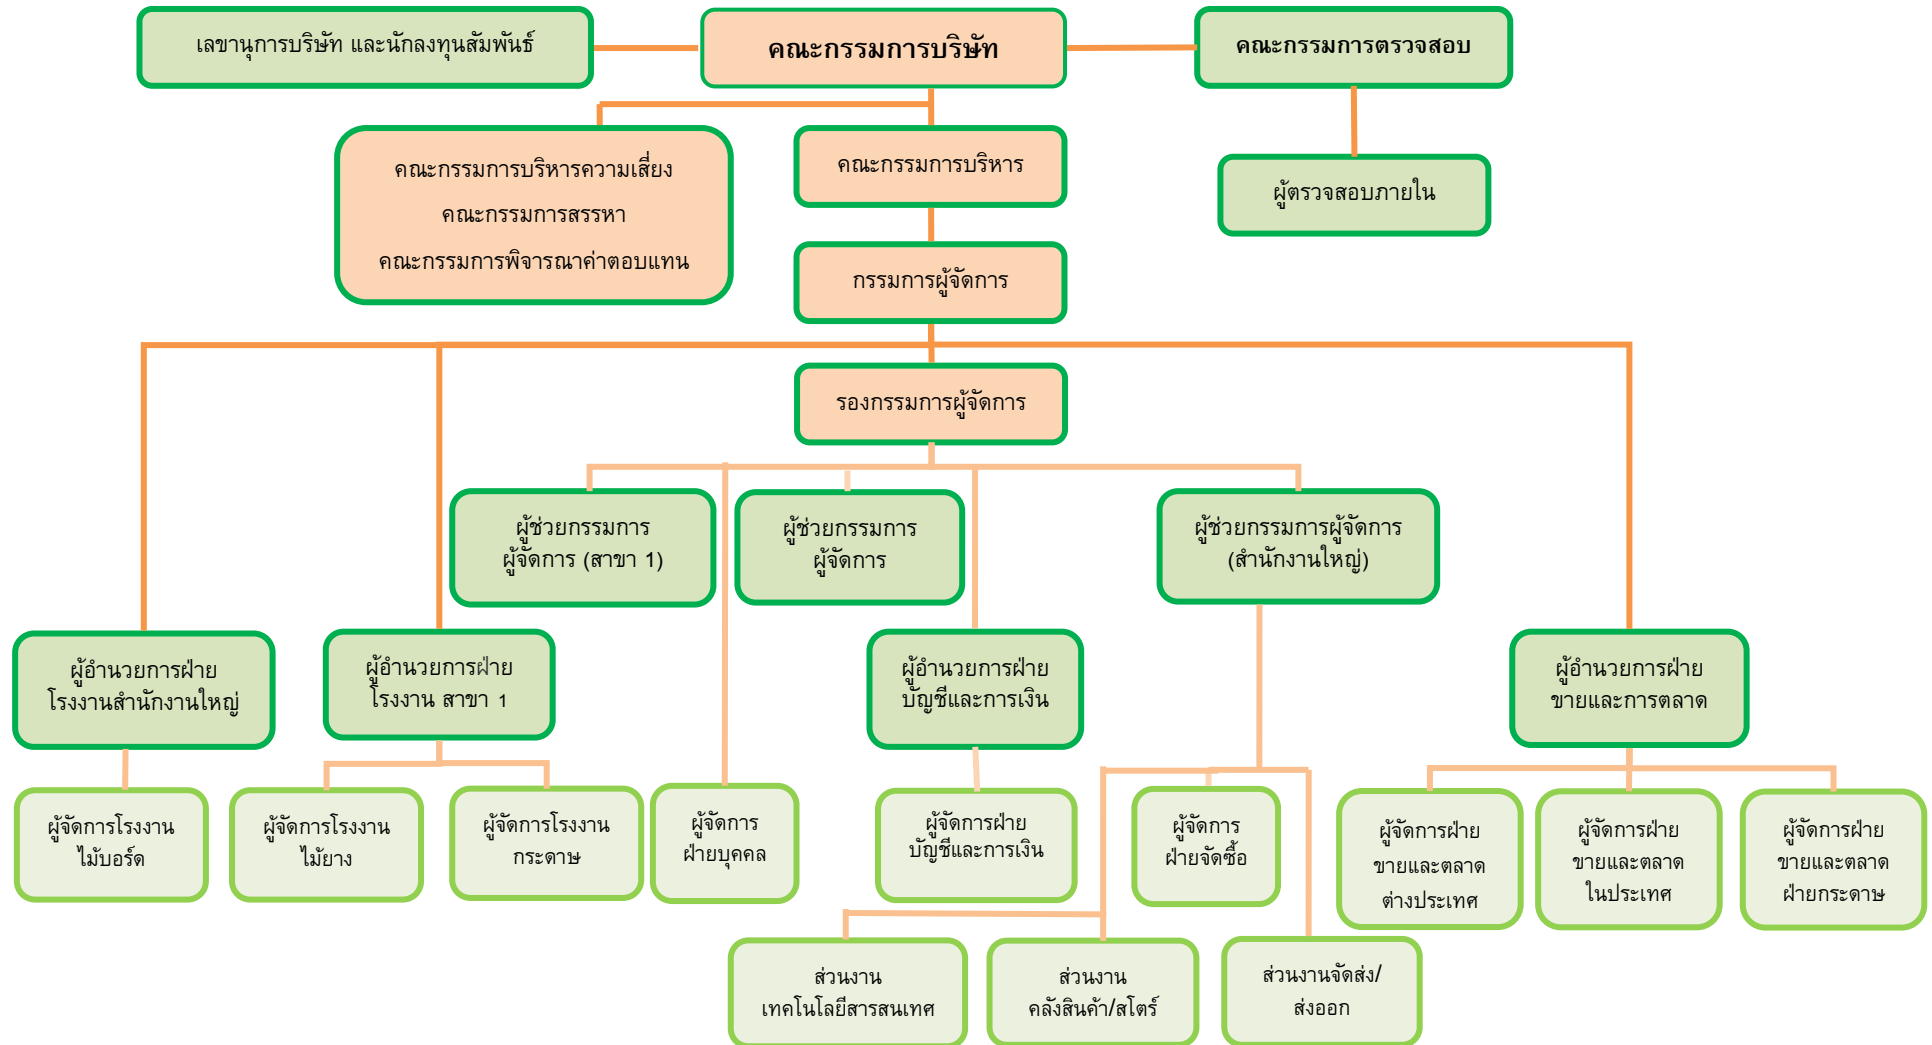 เลขานุการบริษัท และนักลงทุนสัมพันธ์
คณะกรรมการบริษัท
คณะกรรมการตรวจสอบ
คณะกรรมการบริหารความเสี่ยง
คณะกรรมการสรรหา
คณะกรรมการพิจารณาค่าตอบแทน
คณะกรรมการบริหาร
ผู้ตรวจสอบภายใน
กรรมการผู้จัดการ
รองกรรมการผู้จัดการ
ผู้ช่วยกรรมการ
ผู้จัดการ (สาขา 1)
ผู้ช่วยกรรมการ
ผู้จัดการ
ผู้ช่วยกรรมการผู้จัดการ
(สำนักงานใหญ่)
ผู้อำนวยการฝ่าย
โรงงานสำนักงานใหญ่
ผู้อำนวยการฝ่าย
โรงงาน สาขา 1
ผู้อำนวยการฝ่าย
บัญชีและการเงิน
ผู้อำนวยการฝ่าย
ขายและการตลาด
ผู้จัดการโรงงาน
ไม้บอร์ด
ผู้จัดการโรงงาน
ไม้ยาง
ผู้จัดการโรงงาน
กระดาษ
ผู้จัดการ
ฝ่ายบุคคล
ผู้จัดการฝ่าย
บัญชีและการเงิน
ผู้จัดการ
ฝ่ายจัดซื้อ
ผู้จัดการฝ่าย
ขายและตลาด
ต่างประเทศ
ผู้จัดการฝ่าย
ขายและตลาด
ในประเทศ
ผู้จัดการฝ่าย
ขายและตลาด
ฝ่ายกระดาษ
ส่วนงาน
เทคโนโลยีสารสนเทศ
ส่วนงาน
คลังสินค้า/สโตร์
ส่วนงานจัดส่ง/
ส่งออก